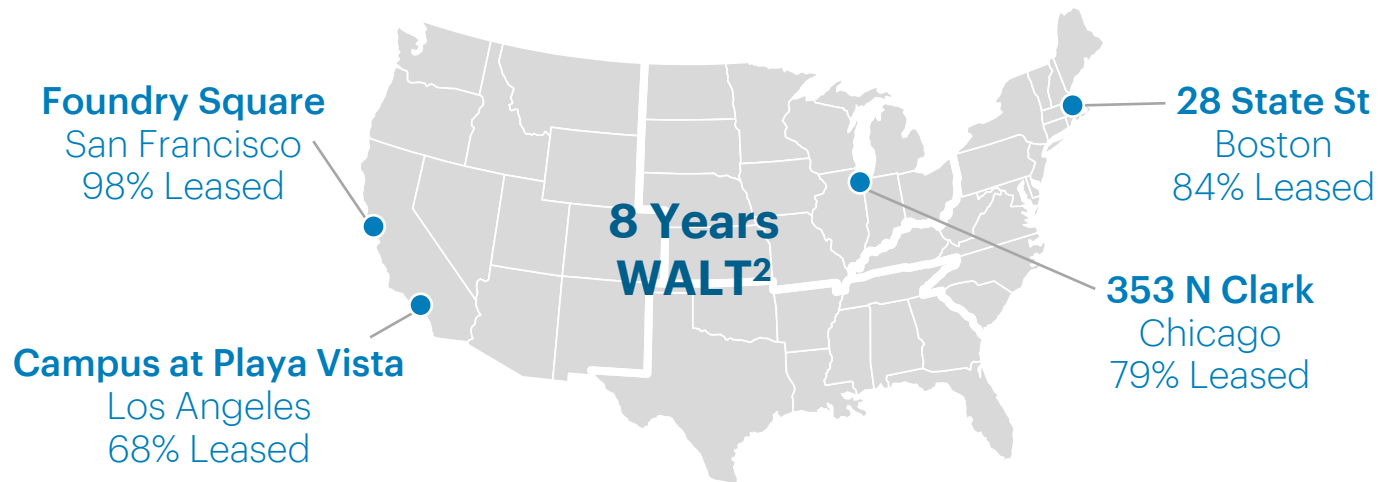 Foundry Square
San Francisco
98% Leased
28 State St
Boston
84% Leased
8 Years
WALT²
353 N Clark
Chicago
79% Leased
Campus at Playa Vista
Los Angeles
68% Leased